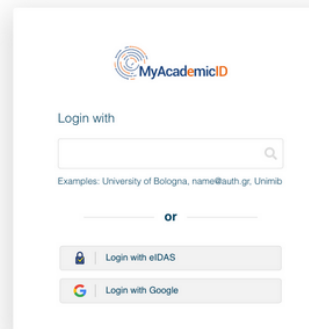 MyAcademicID
Login with
Examples: University of Bologna, name@auth.gr, Unimib
or
Login with eIDAS
Login with Google